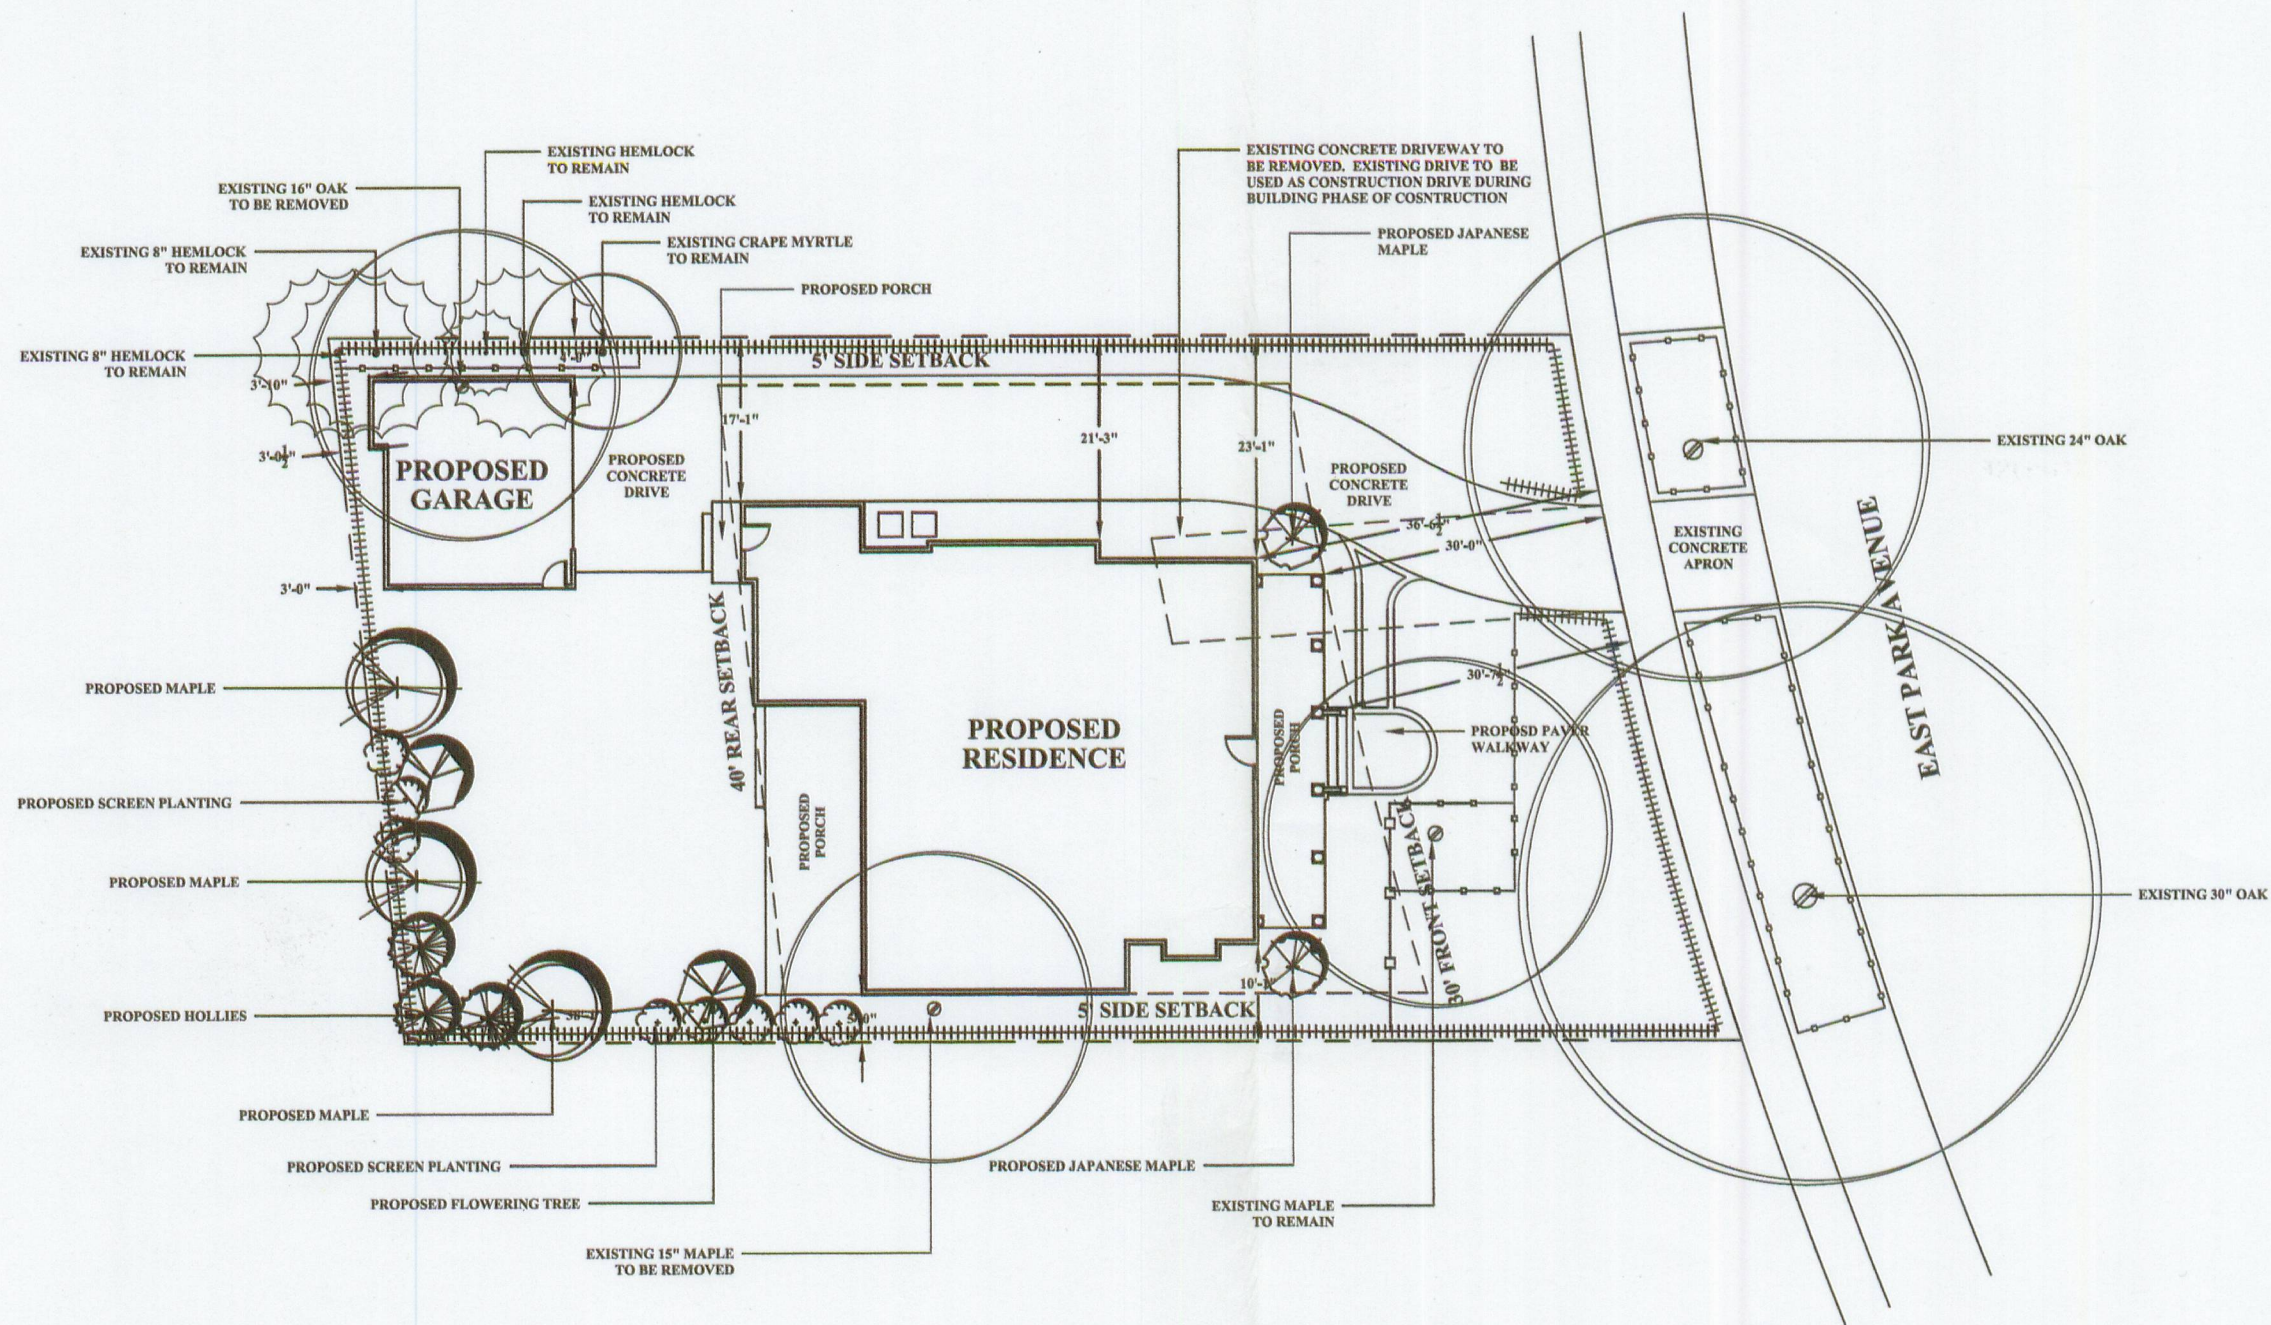 EXISTING HEMLOCK
TO REMAIN
EXISTING CONCRETE DRIVEWAY TO
BE REMOVED. EXISTING DRIVE TO BE
USED AS CONSTRUCTION DRIVE DURING
BUILDING PHASE OF COSNTRUCTION
EXISTING 16" OAK
TO BE REMOVED
EXISTING HEMLOCK
TO REMAIN
EXISTING 8" HEMLOCK
TO REMAIN
EXISTING CRAPE MYRTLE
TO REMAIN
PROPOSED JAPANESE
MAPLE
PROPOSED PORCH
EXISTING 8" HEMLOCK
TO REMAIN
4'-0"
5' SIDE SETBACK
3'-10"
17'-1"
21'-3"
23'-1"
3'-0½"
PROPOSED
GARAGE
PROPOSED
CONCRETE
DRIVE
PROPOSED
CONCRETE
DRIVE
EXISTING 24" OAK
36'-6½"
30'-0"
EXISTING
CONCRETE
APRON
EAST PARK AVENUE
3'-0"
40' REAR SETBACK
PROPOSED MAPLE
30'-7½"
PROPOSED
RESIDENCE
PROPOSED
PORCH
PROPOSD PAVER
WALKWAY
PROPOSED SCREEN PLANTING
PROPOSED
PORCH
30' FRONT SETBACK
PROPOSED MAPLE
EXISTING 30" OAK
PROPOSED HOLLIES
5' SIDE SETBACK
PROPOSED MAPLE
PROPOSED SCREEN PLANTING
PROPOSED JAPANESE MAPLE
PROPOSED FLOWERING TREE
EXISTING MAPLE
TO REMAIN
EXISTING 15" MAPLE
TO BE REMOVED